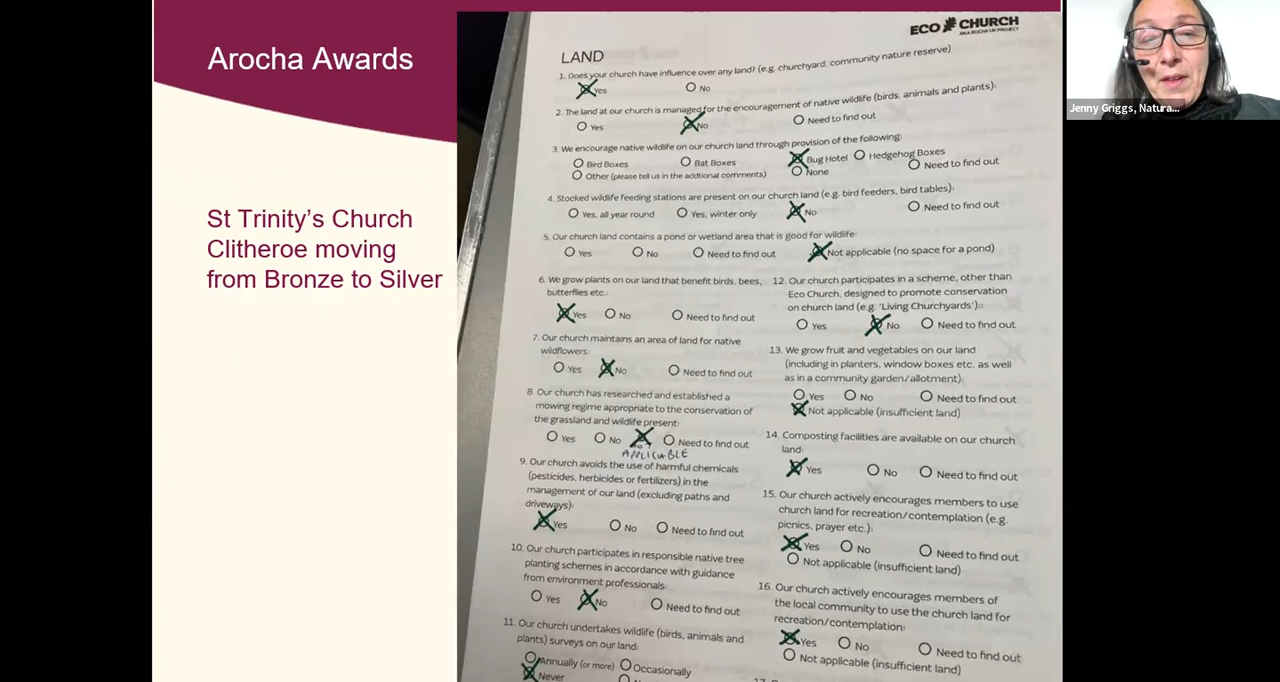 Arocha Awards
St Trinity's Church
Clitheroe moving
from Bronze to Silver
ECO CHURCH
AN A ROCHA UK PROJECT
LAND
1. Does your church have influence over any land? (e.g. churchyard, community nature reserve)
Yes No
2. The land at our church is managed for the encouragement of native wildlife (birds, animals and plants):
Yes No Need to find out
3. We encourage native wildlife on our church land through provision of the following:
Bird Boxes Bat Boxes Bug Hotel Hedgehog Boxes
Other (please tell us in the addtional comments) None Need to find out
4. Stocked wildlife feeding stations are present on our church land (e.g. bird feeders, bird tables):
Yes, all year round Yes, winter only No Need to find out
5. Our church land contains a pond or wetland area that is good for wildlife:
Yes No Need to find out Not applicable (no space for a pond)
6. We grow plants on our land that benefit birds, bees,
butterflies etc.:
Yes No Need to find out
7. Our church maintains an area of land for native
wildflowers:
Yes No Need to find out
8. Our church has researched and established a
mowing regime appropriate to the conservation of
the grassland and wildlife present:
Yes No Need to find out
NOT
APPLICABLE
9. Our church avoids the use of harmful chemicals
(pesticides, herbicides or fertilizers) in the
management of our land (excluding paths and
driveways):
Yes No Need to find out
10. Our church participates in responsible native tree
planting schemes in accordance with guidance
from environment professionals:
Yes No Need to find out
11. Our church undertakes wildlife (birds, animals and
plants) surveys on our land:
Annually (or more) Occasionally
Never
12. Our church participates in a scheme, other than
Eco Church, designed to promote conservation
on church land (e.g. 'Living Churchyards')::
Yes No Need to find out
13. We grow fruit and vegetables on our land
(including in planters, window boxes etc. as well
as in a community garden/allotment):
Yes No Need to find out
Not applicable (insufficient land)
14. Composting facilities are available on our church
land:
Yes No Need to find out
15. Our church actively encourages members to use
church land for recreation/contemplation (e.g.
picnics, prayer etc.):
Yes No Need to find out
Not applicable (insufficient land)
16. Our church actively encourages members of
the local community to use the church land for
recreation/contemplation:
Yes No Need to find out
Not applicable (insufficient land)
Jenny Griggs, Natura...